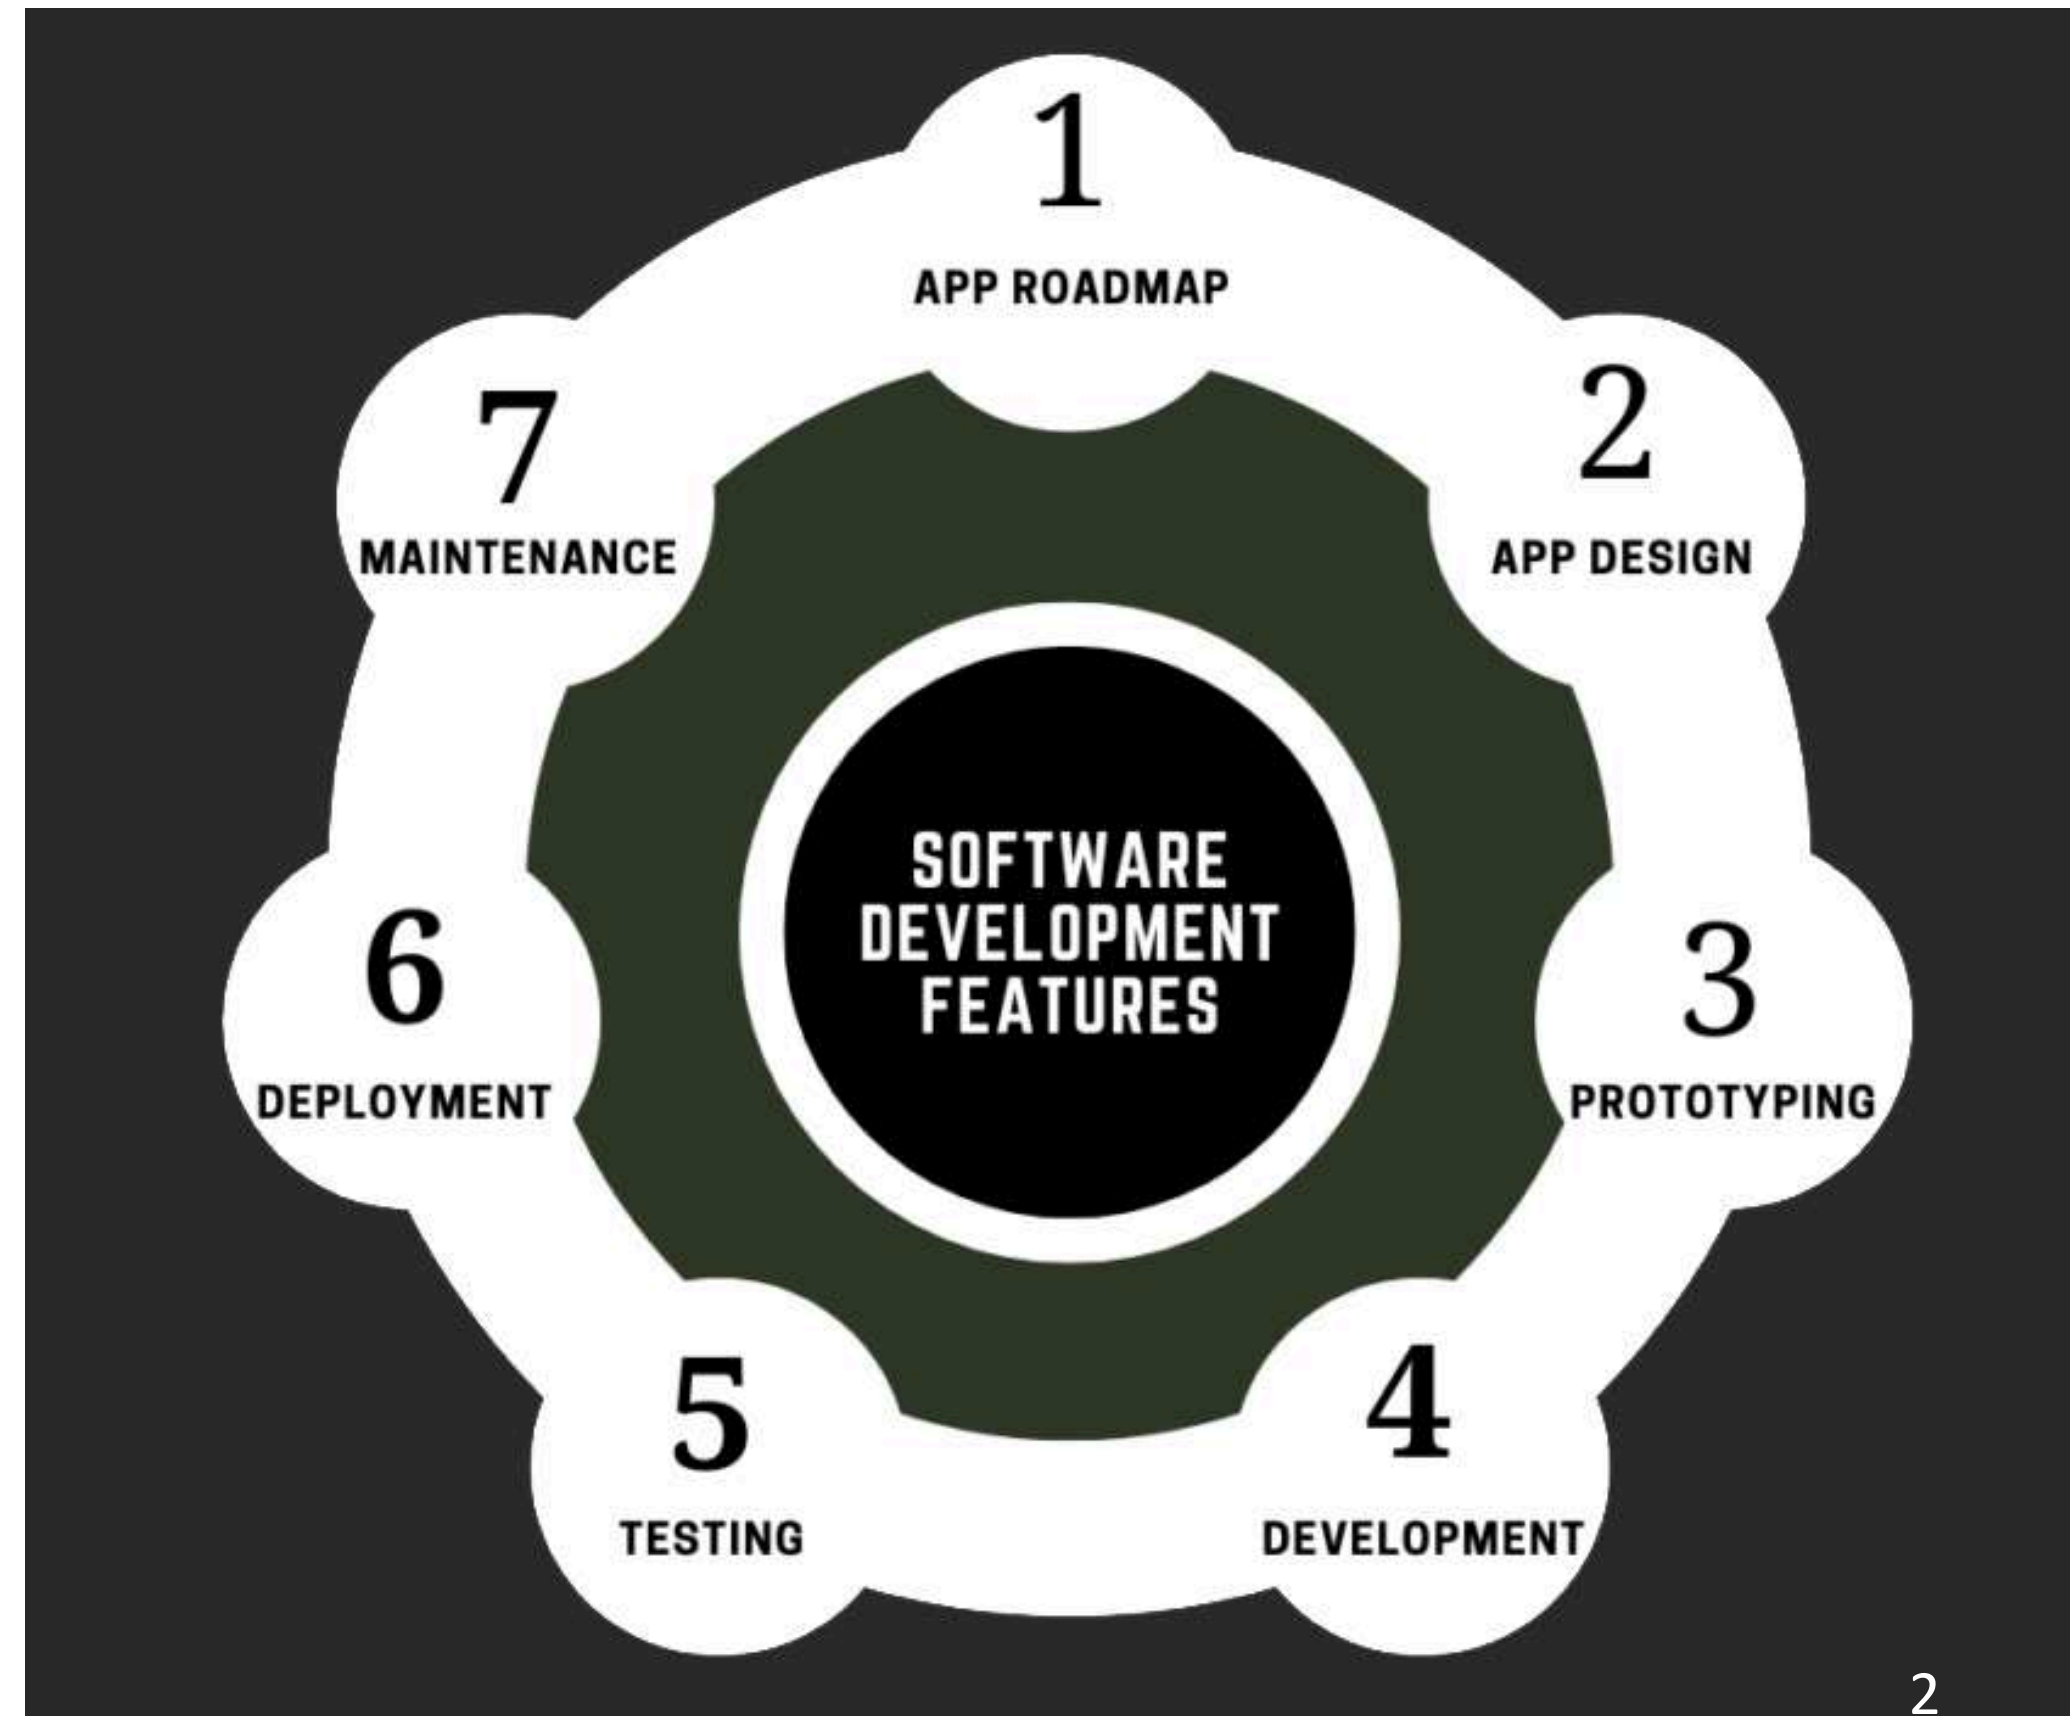 1
APP ROADMAP
2
APP DESIGN
3
PROTOTYPING
4
DEVELOPMENT
5
TESTING
6
DEPLOYMENT
7
MAINTENANCE
SOFTWARE
DEVELOPMENT
FEATURES
2